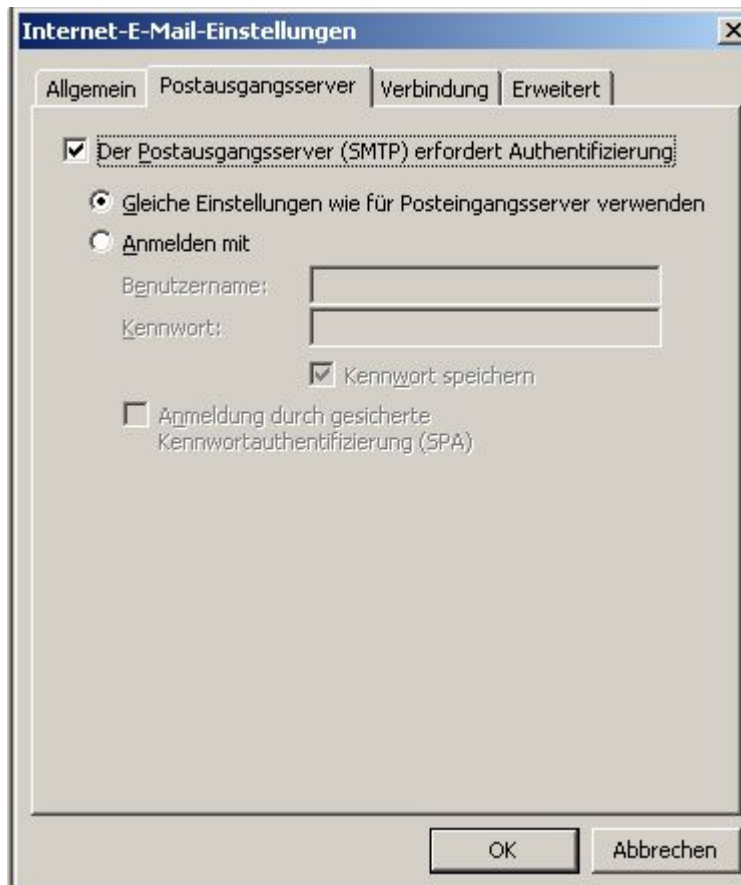 Internet-E-Mail-Einstellungen
Allgemein Postausgangsserver Verbindung Erweitert
Der Postausgangsserver (SMTP) erfordert Authentifizierung
Gleiche Einstellungen wie für Posteingangsserver verwenden
Anmelden mit
Benutzername:
Kennwort:
Kennwort speichern
Anmeldung durch gesicherte
Kennwortauthentifizierung (SPA)
OK Abbrechen